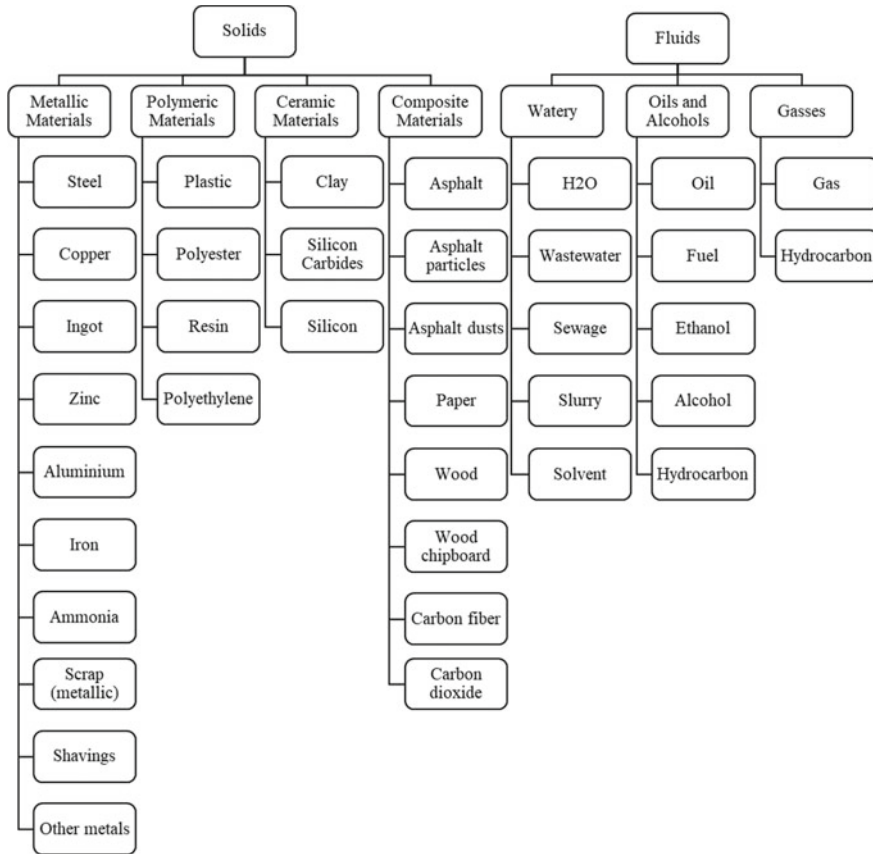 Solids
Fluids
Metallic
Materials
Polymeric
Materials
Ceramic
Materials
Composite
Materials
Watery
Oils and
Alcohols
Gasses
Steel
Plastic
Clay
Asphalt
H2O
Oil
Gas
Copper
Polyester
Silicon
Carbides
Asphalt
particles
Wastewater
Fuel
Hydrocarbon
Ingot
Resin
Silicon
Asphalt dusts
Sewage
Ethanol
Zinc
Polyethylene
Paper
Slurry
Alcohol
Aluminium
Wood
Solvent
Hydrocarbon
Iron
Wood
chipboard
Ammonia
Carbon fiber
Scrap
(metallic)
Carbon
dioxide
Shavings
Other metals